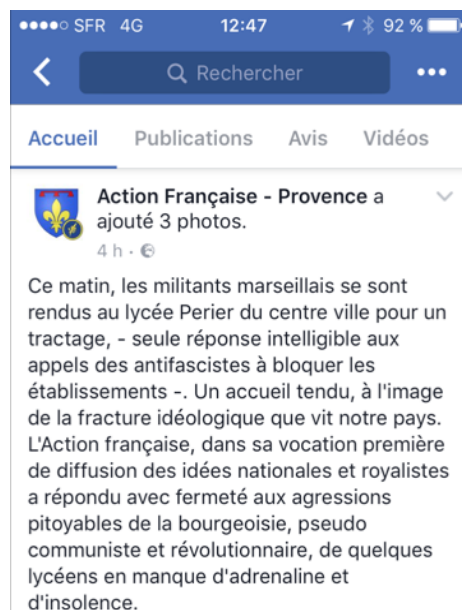 SFR 4G 12:47 92 %
Rechercher
Accueil Publications Avis Vidéos
Action Française - Provence a
ajouté 3 photos.
4 h ·
Ce matin, les militants marseillais se sont
rendus au lycée Perier du centre ville pour un
tractage, - seule réponse intelligible aux
appels des antifascistes à bloquer les
établissements -. Un accueil tendu, à l'image
de la fracture idéologique que vit notre pays.
L'Action française, dans sa vocation première
de diffusion des idées nationales et royalistes
a répondu avec fermeté aux agressions
pitoyables de la bourgeoisie, pseudo
communiste et révolutionnaire, de quelques
lycéens en manque d'adrenaline et
d'insolence.